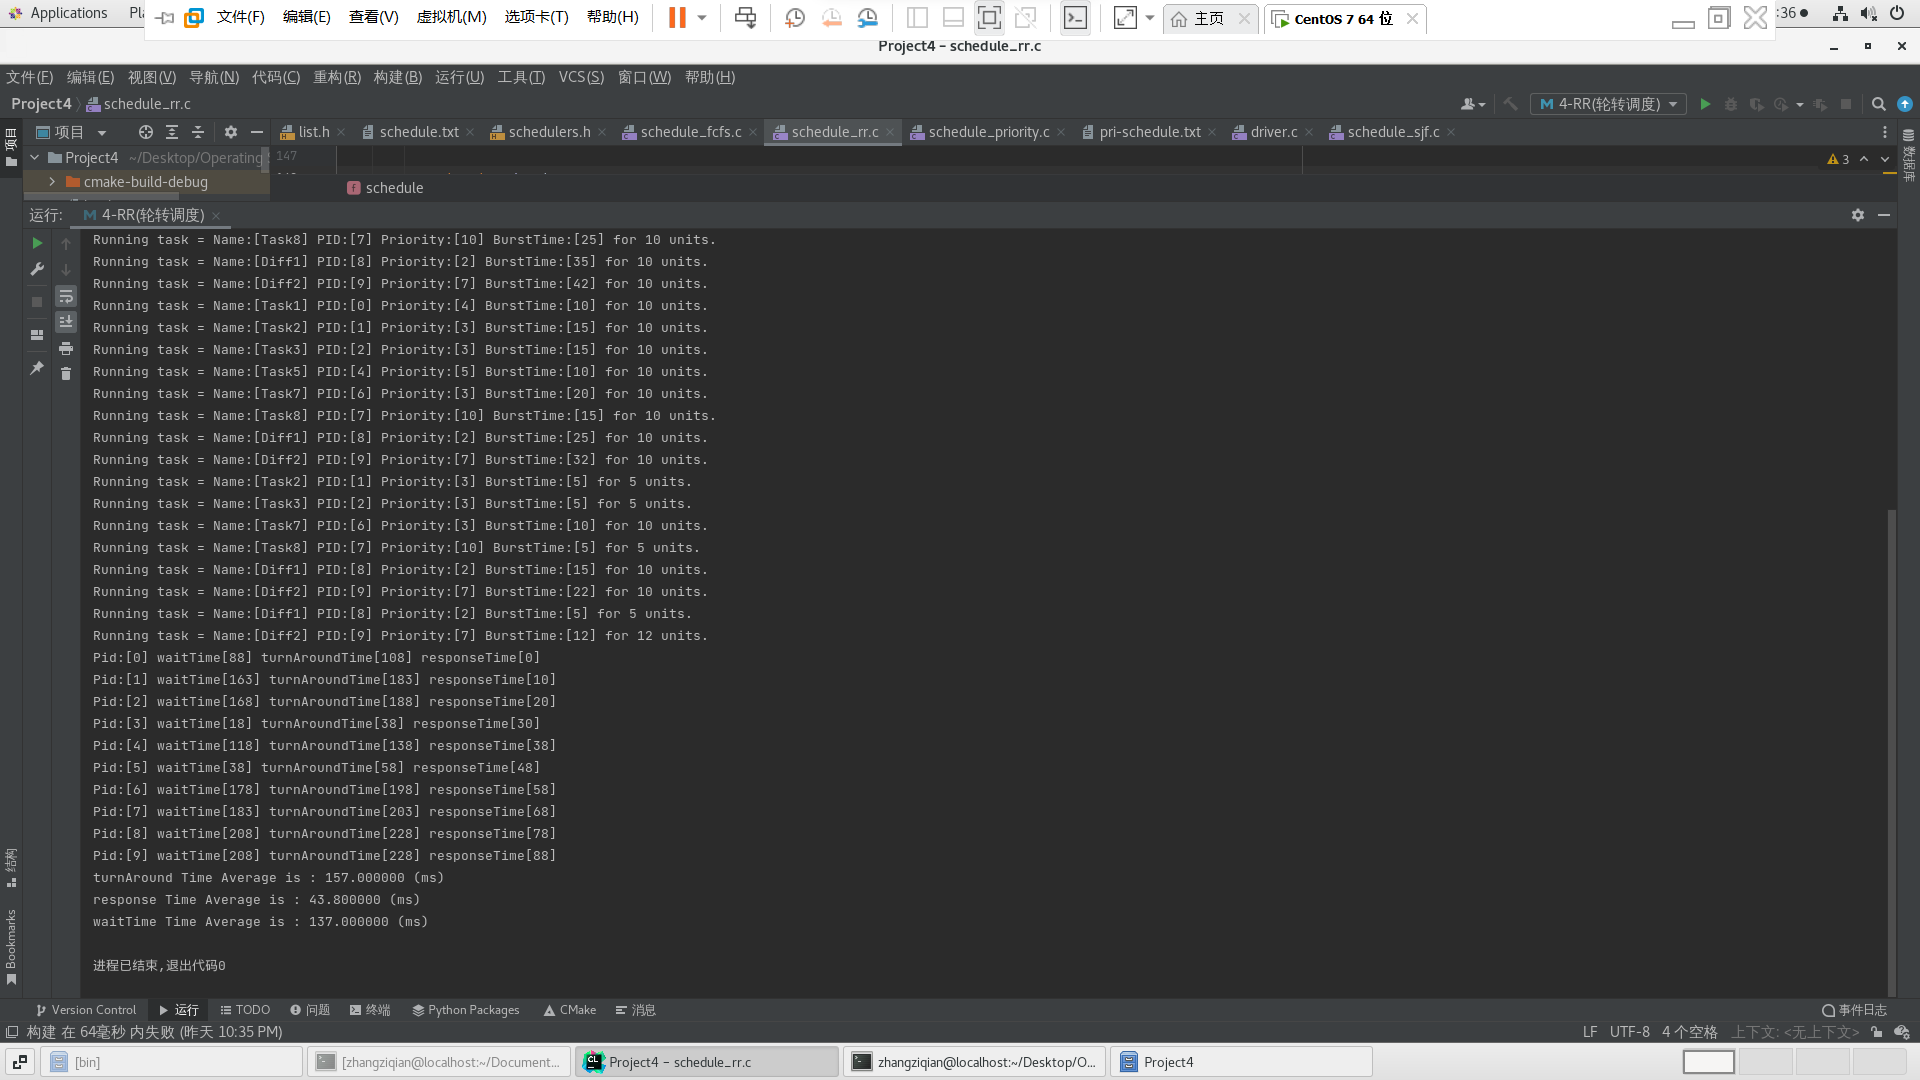 Applications
文件(F) 编辑(E) 查看(V) 虚拟机(M) 选项卡(T) 帮助(H)
主页
CentOS 7 64 位
:36
Project4 – schedule_rr.c
文件(F) 编辑(E) 视图(V) 导航(N) 代码(C) 重构(R) 构建(B) 运行(U) 工具(T) VCS(S) 窗口(W) 帮助(H)
Project4 schedule_rr.c
4-RR(轮转调度)
项目
项目
list.h schedule.txt schedulers.h schedule_fcfs.c schedule_rr.c schedule_priority.c pri-schedule.txt driver.c schedule_sjf.c
数据库
Project4 ~/Desktop/Operating
147
3
cmake-build-debug
schedule
运行: 4-RR(轮转调度)
Running task = Name:[Task8] PID:[7] Priority:[10] BurstTime:[25] for 10 units.
Running task = Name:[Diff1] PID:[8] Priority:[2] BurstTime:[35] for 10 units.
Running task = Name:[Diff2] PID:[9] Priority:[7] BurstTime:[42] for 10 units.
Running task = Name:[Task1] PID:[0] Priority:[4] BurstTime:[10] for 10 units.
Running task = Name:[Task2] PID:[1] Priority:[3] BurstTime:[15] for 10 units.
Running task = Name:[Task3] PID:[2] Priority:[3] BurstTime:[15] for 10 units.
Running task = Name:[Task5] PID:[4] Priority:[5] BurstTime:[10] for 10 units.
Running task = Name:[Task7] PID:[6] Priority:[3] BurstTime:[20] for 10 units.
Running task = Name:[Task8] PID:[7] Priority:[10] BurstTime:[15] for 10 units.
Running task = Name:[Diff1] PID:[8] Priority:[2] BurstTime:[25] for 10 units.
Running task = Name:[Diff2] PID:[9] Priority:[7] BurstTime:[32] for 10 units.
Running task = Name:[Task2] PID:[1] Priority:[3] BurstTime:[5] for 5 units.
Running task = Name:[Task3] PID:[2] Priority:[3] BurstTime:[5] for 5 units.
Running task = Name:[Task7] PID:[6] Priority:[3] BurstTime:[10] for 10 units.
Running task = Name:[Task8] PID:[7] Priority:[10] BurstTime:[5] for 5 units.
Running task = Name:[Diff1] PID:[8] Priority:[2] BurstTime:[15] for 10 units.
Running task = Name:[Diff2] PID:[9] Priority:[7] BurstTime:[22] for 10 units.
Running task = Name:[Diff1] PID:[8] Priority:[2] BurstTime:[5] for 5 units.
Running task = Name:[Diff2] PID:[9] Priority:[7] BurstTime:[12] for 12 units.
Pid:[0] waitTime[88] turnAroundTime[108] responseTime[0]
Pid:[1] waitTime[163] turnAroundTime[183] responseTime[10]
Pid:[2] waitTime[168] turnAroundTime[188] responseTime[20]
Pid:[3] waitTime[18] turnAroundTime[38] responseTime[30]
Pid:[4] waitTime[118] turnAroundTime[138] responseTime[38]
Pid:[5] waitTime[38] turnAroundTime[58] responseTime[48]
Pid:[6] waitTime[178] turnAroundTime[198] responseTime[58]
Pid:[7] waitTime[183] turnAroundTime[203] responseTime[68]
Pid:[8] waitTime[208] turnAroundTime[228] responseTime[78]
Pid:[9] waitTime[208] turnAroundTime[228] responseTime[88]
turnAround Time Average is : 157.000000 (ms)
response Time Average is : 43.800000 (ms)
waitTime Time Average is : 137.000000 (ms)
进程已结束,退出代码0
结构
Bookmarks
Version Control 运行 TODO 问题 终端 Python Packages CMake 消息 事件日志
构建 在 64毫秒 内失败 (昨天 10:35 PM) LF UTF-8 4 个空格 上下文: <无上下文>
[bin] [zhangziqian@localhost:~/Document... Project4 – schedule_rr.c zhangziqian@localhost:~/Desktop/O... Project4